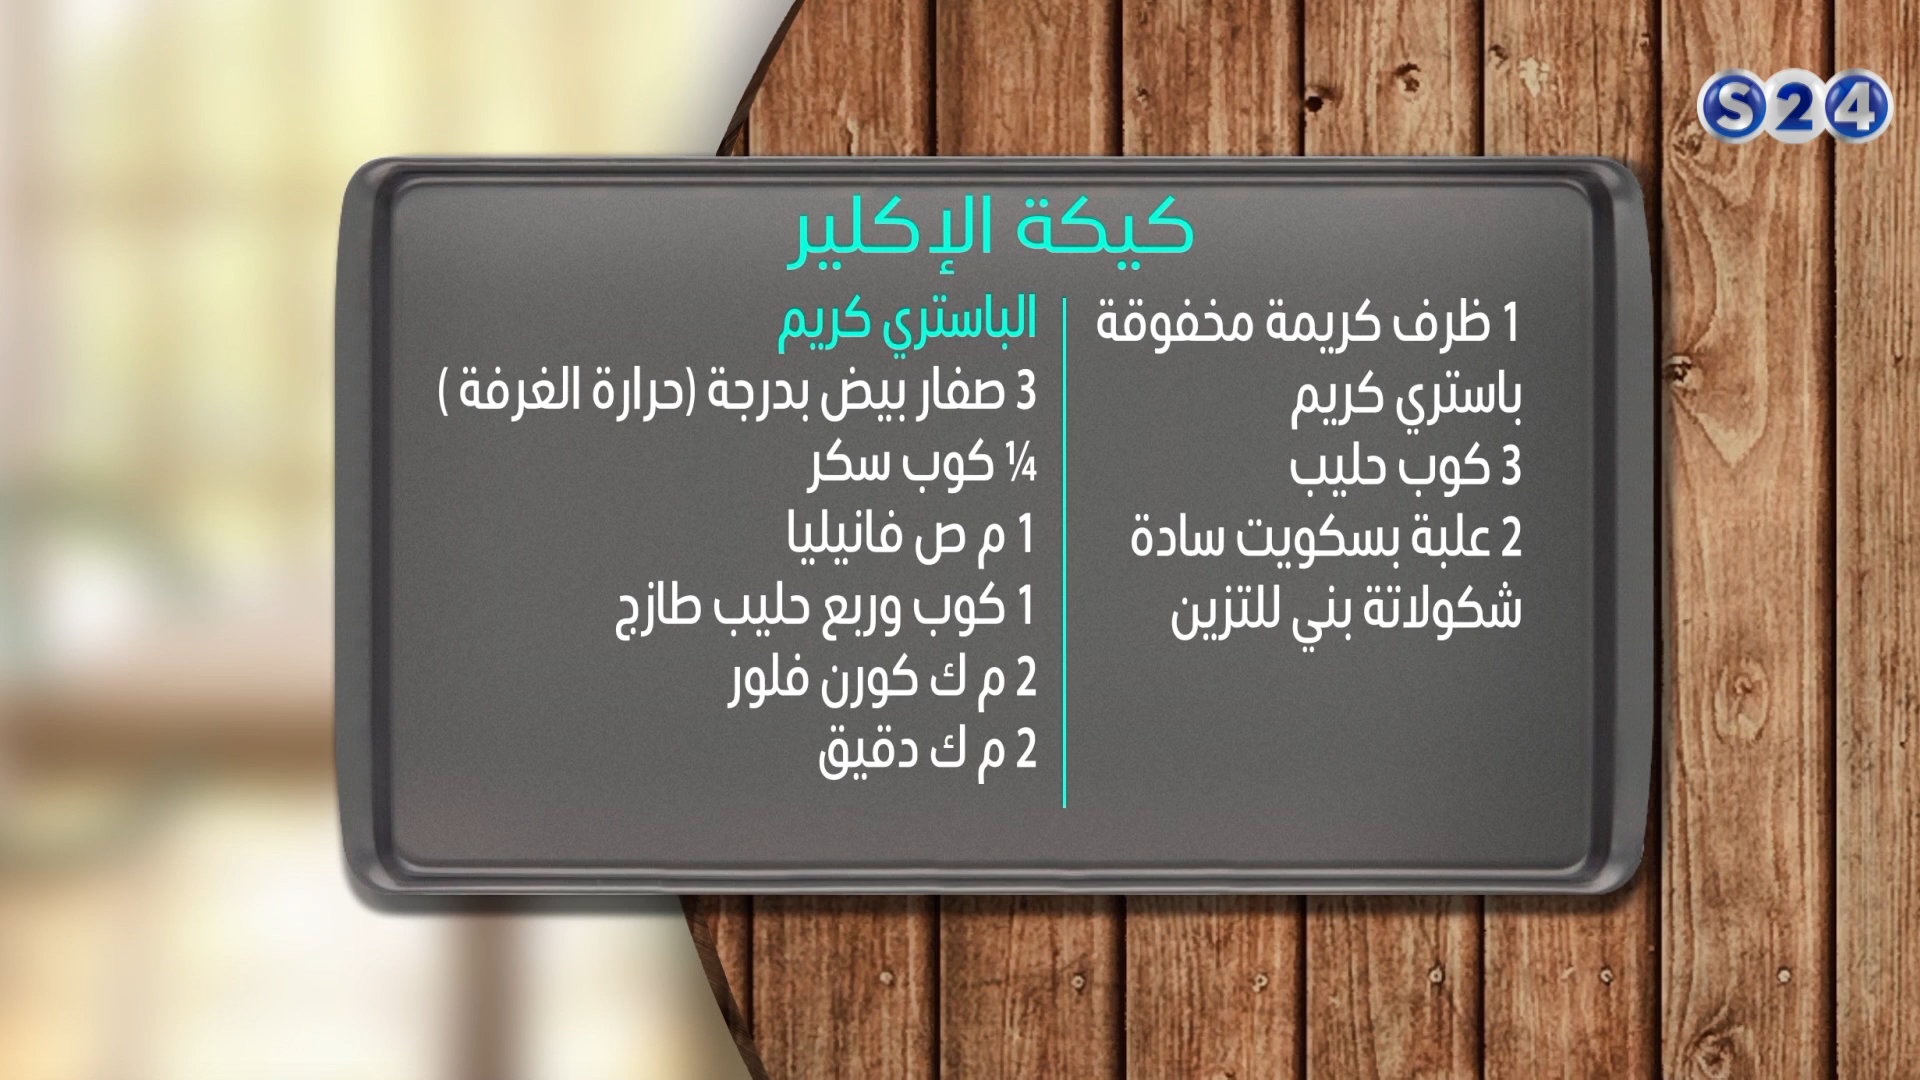 S24
كيكة الإكلير
1 ظرف كريمة مخفوقة
باستري كريم
3 كوب حليب
2 علبة بسكويت سادة
شكولاتة بني للتزين
الباستري كريم
3 صفار بيض بدرجة (حرارة الغرفة )
¼ كوب سكر
1 م ص فانيليا
1 كوب وربع حليب طازج
2 م ك كورن فلور
2 م ك دقيق